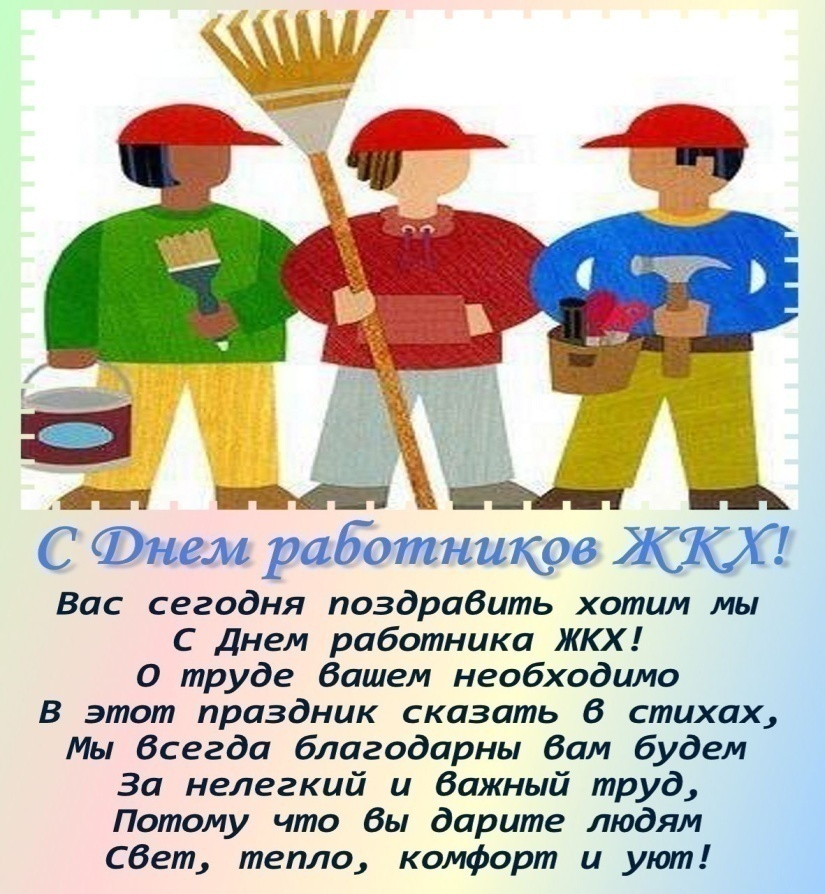 С Днем работников ЖКХ!
Вас сегодня поздравить хотим мы
С Днем работника ЖКХ!
О труде вашем необходимо
В этот праздник сказать в стихах,
Мы всегда благодарны вам будем
За нелегкий и важный труд,
Потому что вы дарите людям
Свет, тепло, комфорт и уют!